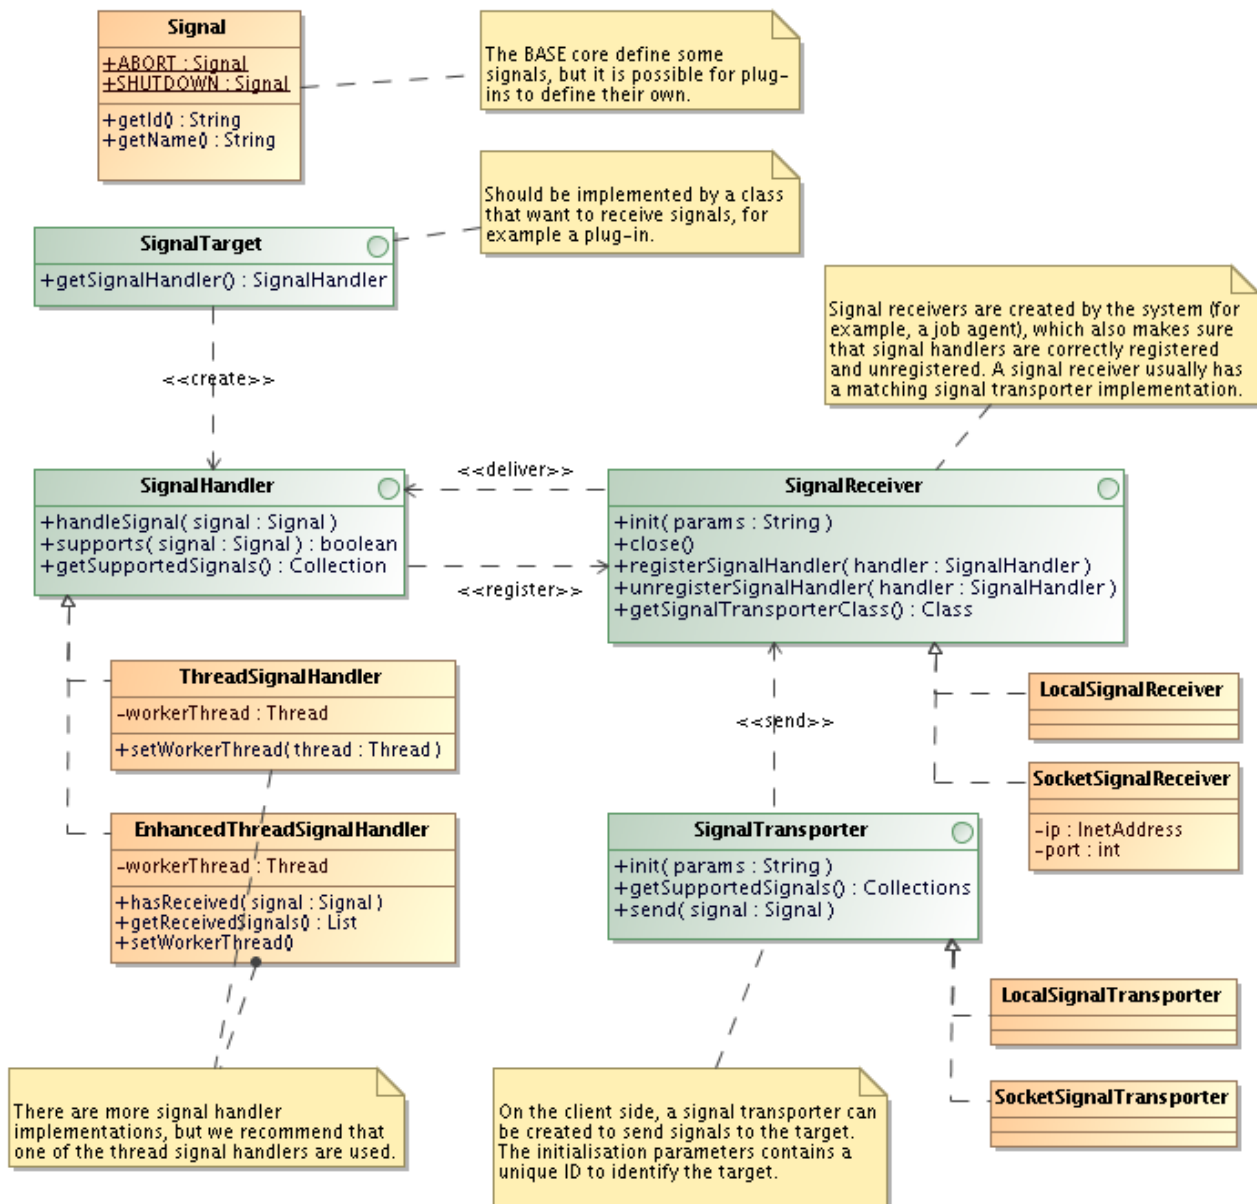 Signal
+ABORT : Signal
+SHUTDOWN : Signal
+getId() : String
+getName() : String
The BASE core define some
signals, but it is possible for plug-
ins to define their own.
Should be implemented by a class
that want to receive signals, for
example a plug-in.
SignalTarget
+getSignalHandler() : SignalHandler
Signal receivers are created by the system (for
example, a job agent), which also makes sure
that signal handlers are correctly registered
and unregistered. A signal receiver usually has
a matching signal transporter implementation.
<<create>>
SignalHandler
+handleSignal( signal : Signal )
+supports( signal : Signal ) : boolean
+getSupportedSignals() : Collection
<<deliver>>
<<register>>
SignalReceiver
+init( params : String )
+close()
+registerSignalHandler( handler : SignalHandler )
+unregisterSignalHandler( handler : SignalHandler )
+getSignalTransporterClass() : Class
ThreadSignalHandler
-workerThread : Thread
+setWorkerThread( thread : Thread )
<<send>>
LocalSignalReceiver
SocketSignalReceiver
-ip : InetAddress
-port : int
EnhancedThreadSignalHandler
-workerThread : Thread
+hasReceived( signal : Signal )
+getReceivedSignals() : List
+setWorkerThread()
SignalTransporter
+init( params : String )
+getSupportedSignals() : Collections
+send( signal : Signal )
LocalSignalTransporter
SocketSignalTransporter
There are more signal handler
implementations, but we recommend that
one of the thread signal handlers are used.
On the client side, a signal transporter can
be created to send signals to the target.
The initialisation parameters contains a
unique ID to identify the target.